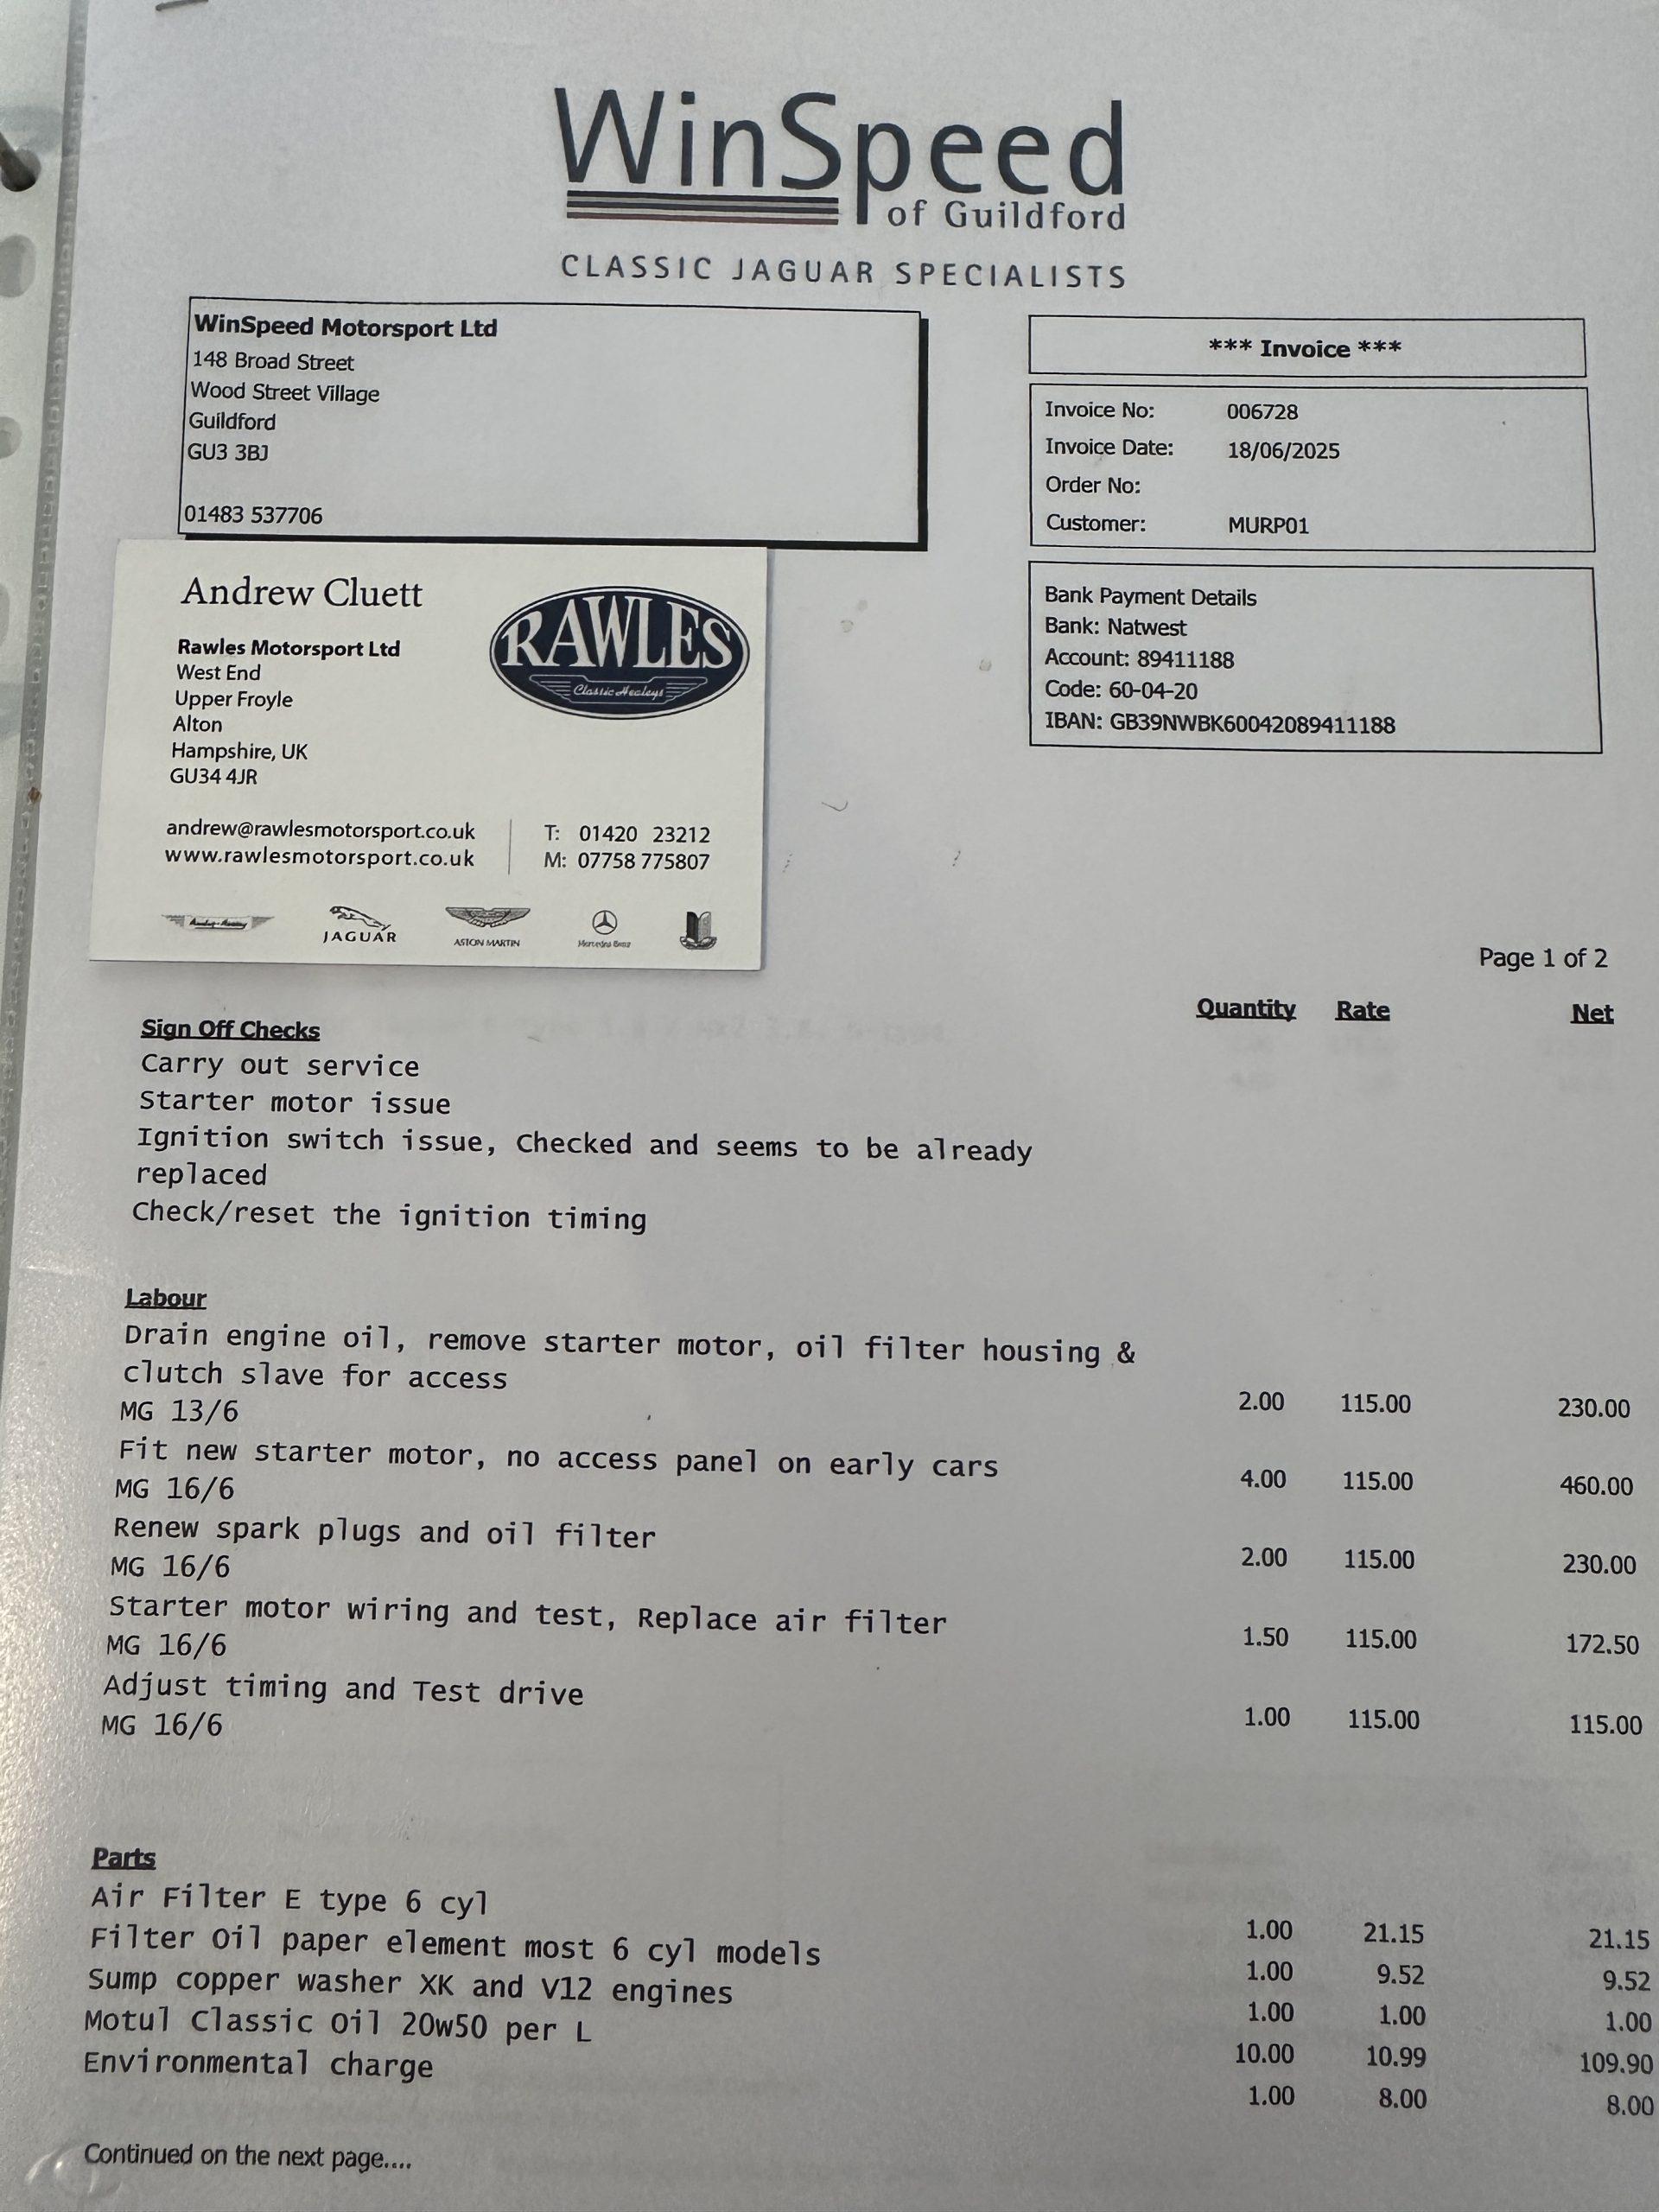 WinSpeed
of Guildford
CLASSIC JAGUAR SPECIALISTS
WinSpeed Motorsport Ltd
148 Broad Street
Wood Street Village
Guildford
GU3 3BJ
01483 537706
*** Invoice ***
Invoice No: 006728
Invoice Date: 18/06/2025
Order No:
Customer: MURP01
Bank Payment Details
Bank: Natwest
Account: 89411188
Code: 60-04-20
IBAN: GB39NWBK60042089411188
Andrew Cluett
RAWLES
Classic Healeys
Rawles Motorsport Ltd
West End
Upper Froyle
Alton
Hampshire, UK
GU34 4JR
andrew@rawlesmotorsport.co.uk
www.rawlesmotorsport.co.uk
T: 01420 23212
M: 07758 775807
JAGUAR
ASTON MARTIN
Mercedes-Benz
Page 1 of 2
Quantity Rate Net
Sign Off Checks
Carry out service
Starter motor issue
Ignition switch issue, Checked and seems to be already
replaced
Check/reset the ignition timing
Labour
Drain engine oil, remove starter motor, oil filter housing &
clutch slave for access
MG 13/6 2.00 115.00 230.00
Fit new starter motor, no access panel on early cars
MG 16/6 4.00 115.00 460.00
Renew spark plugs and oil filter
MG 16/6 2.00 115.00 230.00
Starter motor wiring and test, Replace air filter
MG 16/6 1.50 115.00 172.50
Adjust timing and Test drive
MG 16/6 1.00 115.00 115.00
Parts
Air Filter E type 6 cyl 1.00 21.15 21.15
Filter Oil paper element most 6 cyl models 1.00 9.52 9.52
Sump copper washer XK and V12 engines 1.00 1.00 1.00
Motul Classic Oil 20w50 per L 10.00 10.99 109.90
Environmental charge 1.00 8.00 8.00
Continued on the next page....